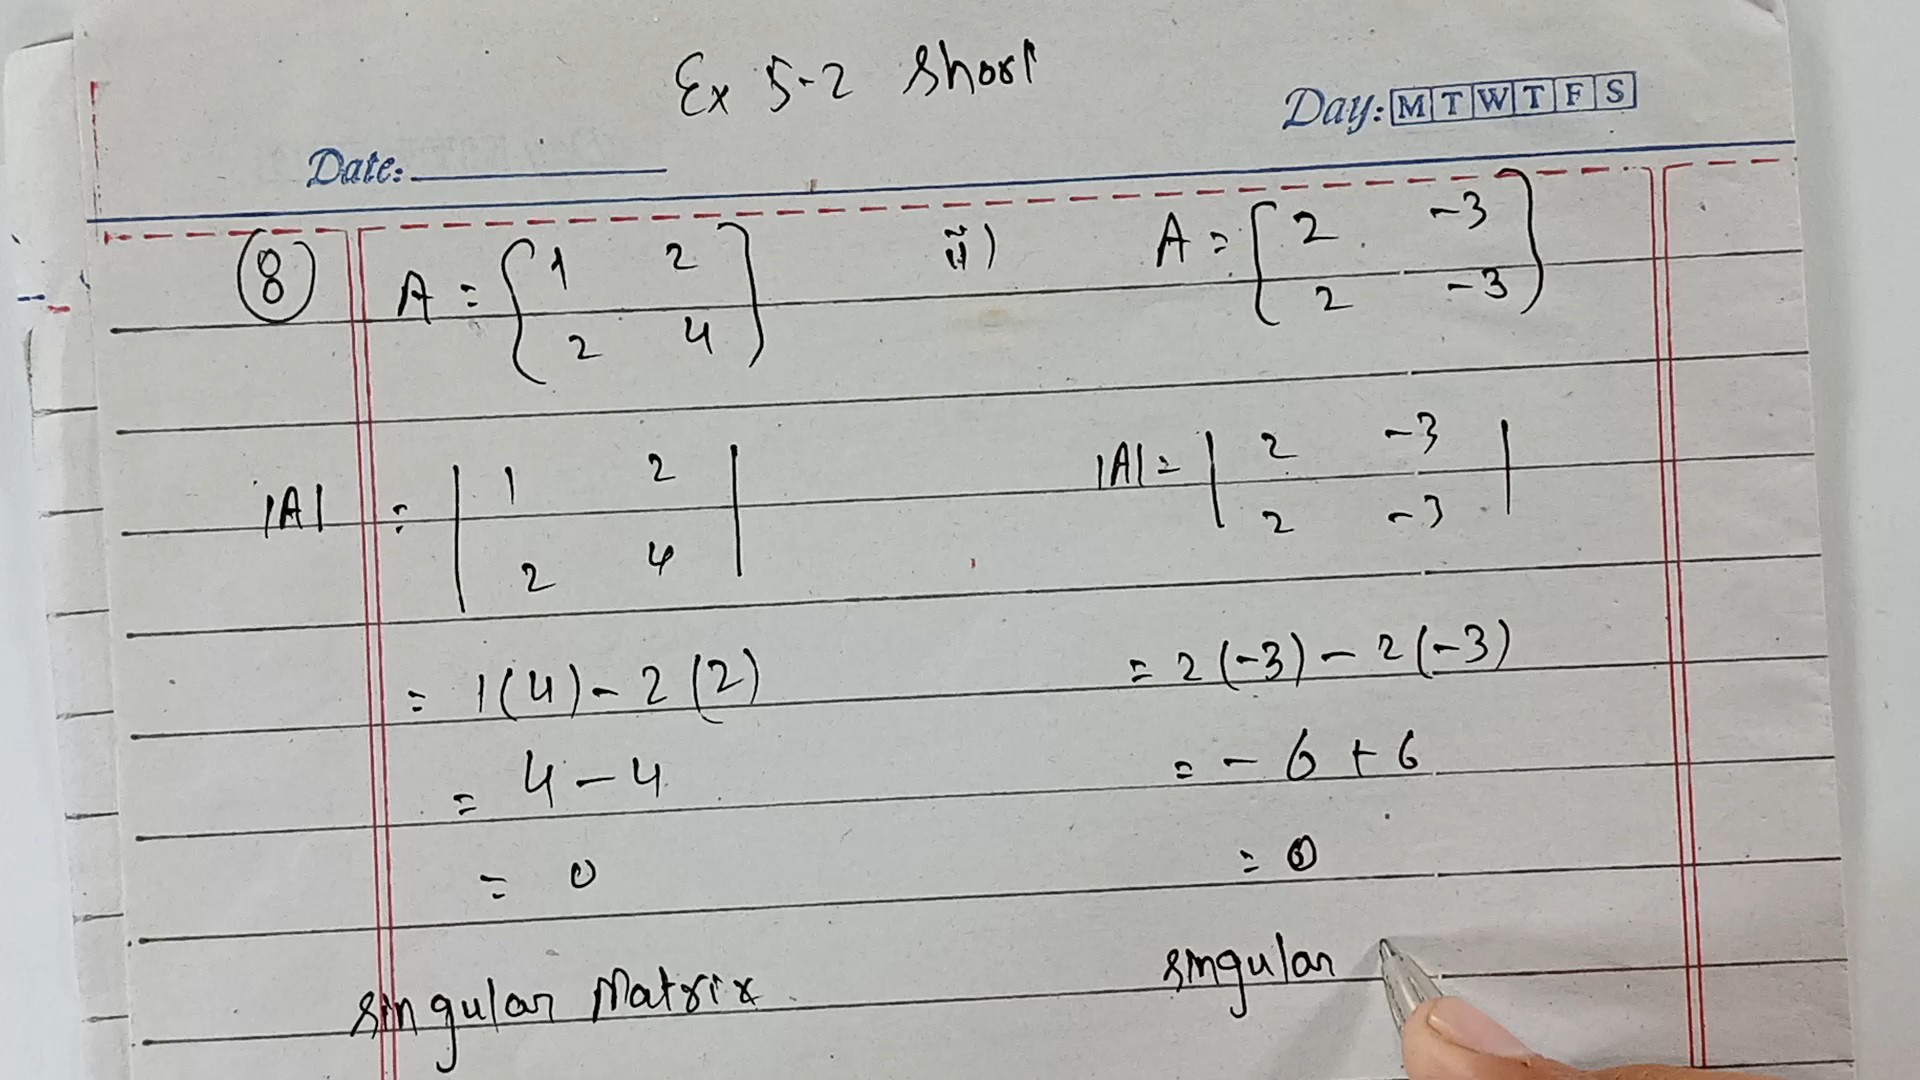 Ex 5-2 Short
Day: M T W T F S
Date:
8 A = [1 2
2 4]
ii) A = [2 -3
2 -3]
|A| = |1 2
2 4|
|A| = |2 -3
2 -3|
= 1(4) - 2(2)
= 2(-3) - 2(-3)
= 4 - 4
= - 6 + 6
= 0
= 0
Singular Matrix
Singular